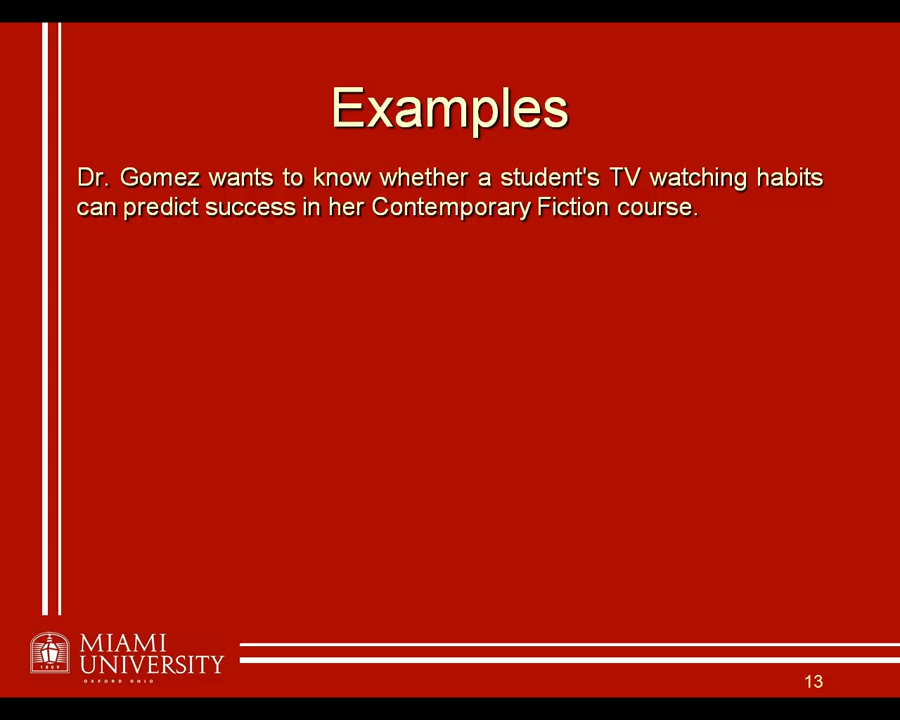 Examples
Dr. Gomez wants to know whether a student's TV watching habits
can predict success in her Contemporary Fiction course.
1809
MIAMI
UNIVERSITY
OXFORD OHIO
13